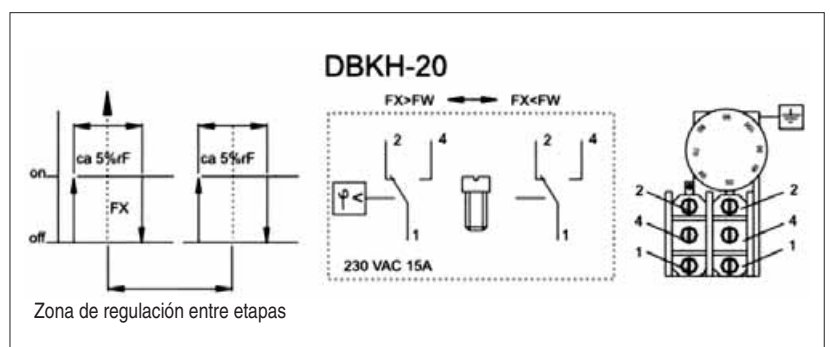 DBKH-20
FX>FW FX<FW
on
off
ca 5%rF
ca 5%rF
FX
2 4
1
2 4
1
φ <
230 VAC 15A
2 2
4 4
1 1
Zona de regulación entre etapas